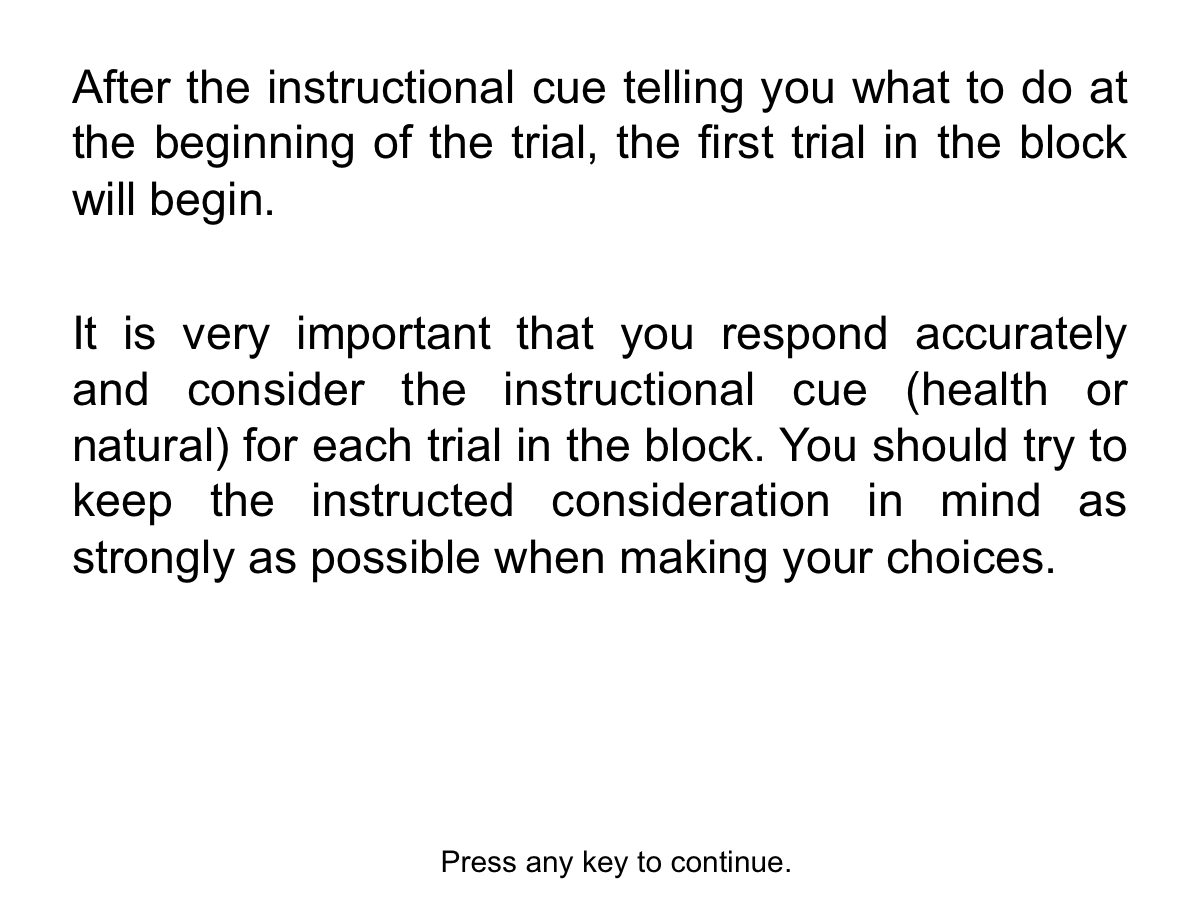 After the instructional cue telling you what to do at
the beginning of the trial, the first trial in the block
will begin.
It is very important that you respond accurately
and consider the instructional cue (health or
natural) for each trial in the block. You should try to
keep the instructed consideration in mind as
strongly as possible when making your choices.
Press any key to continue.